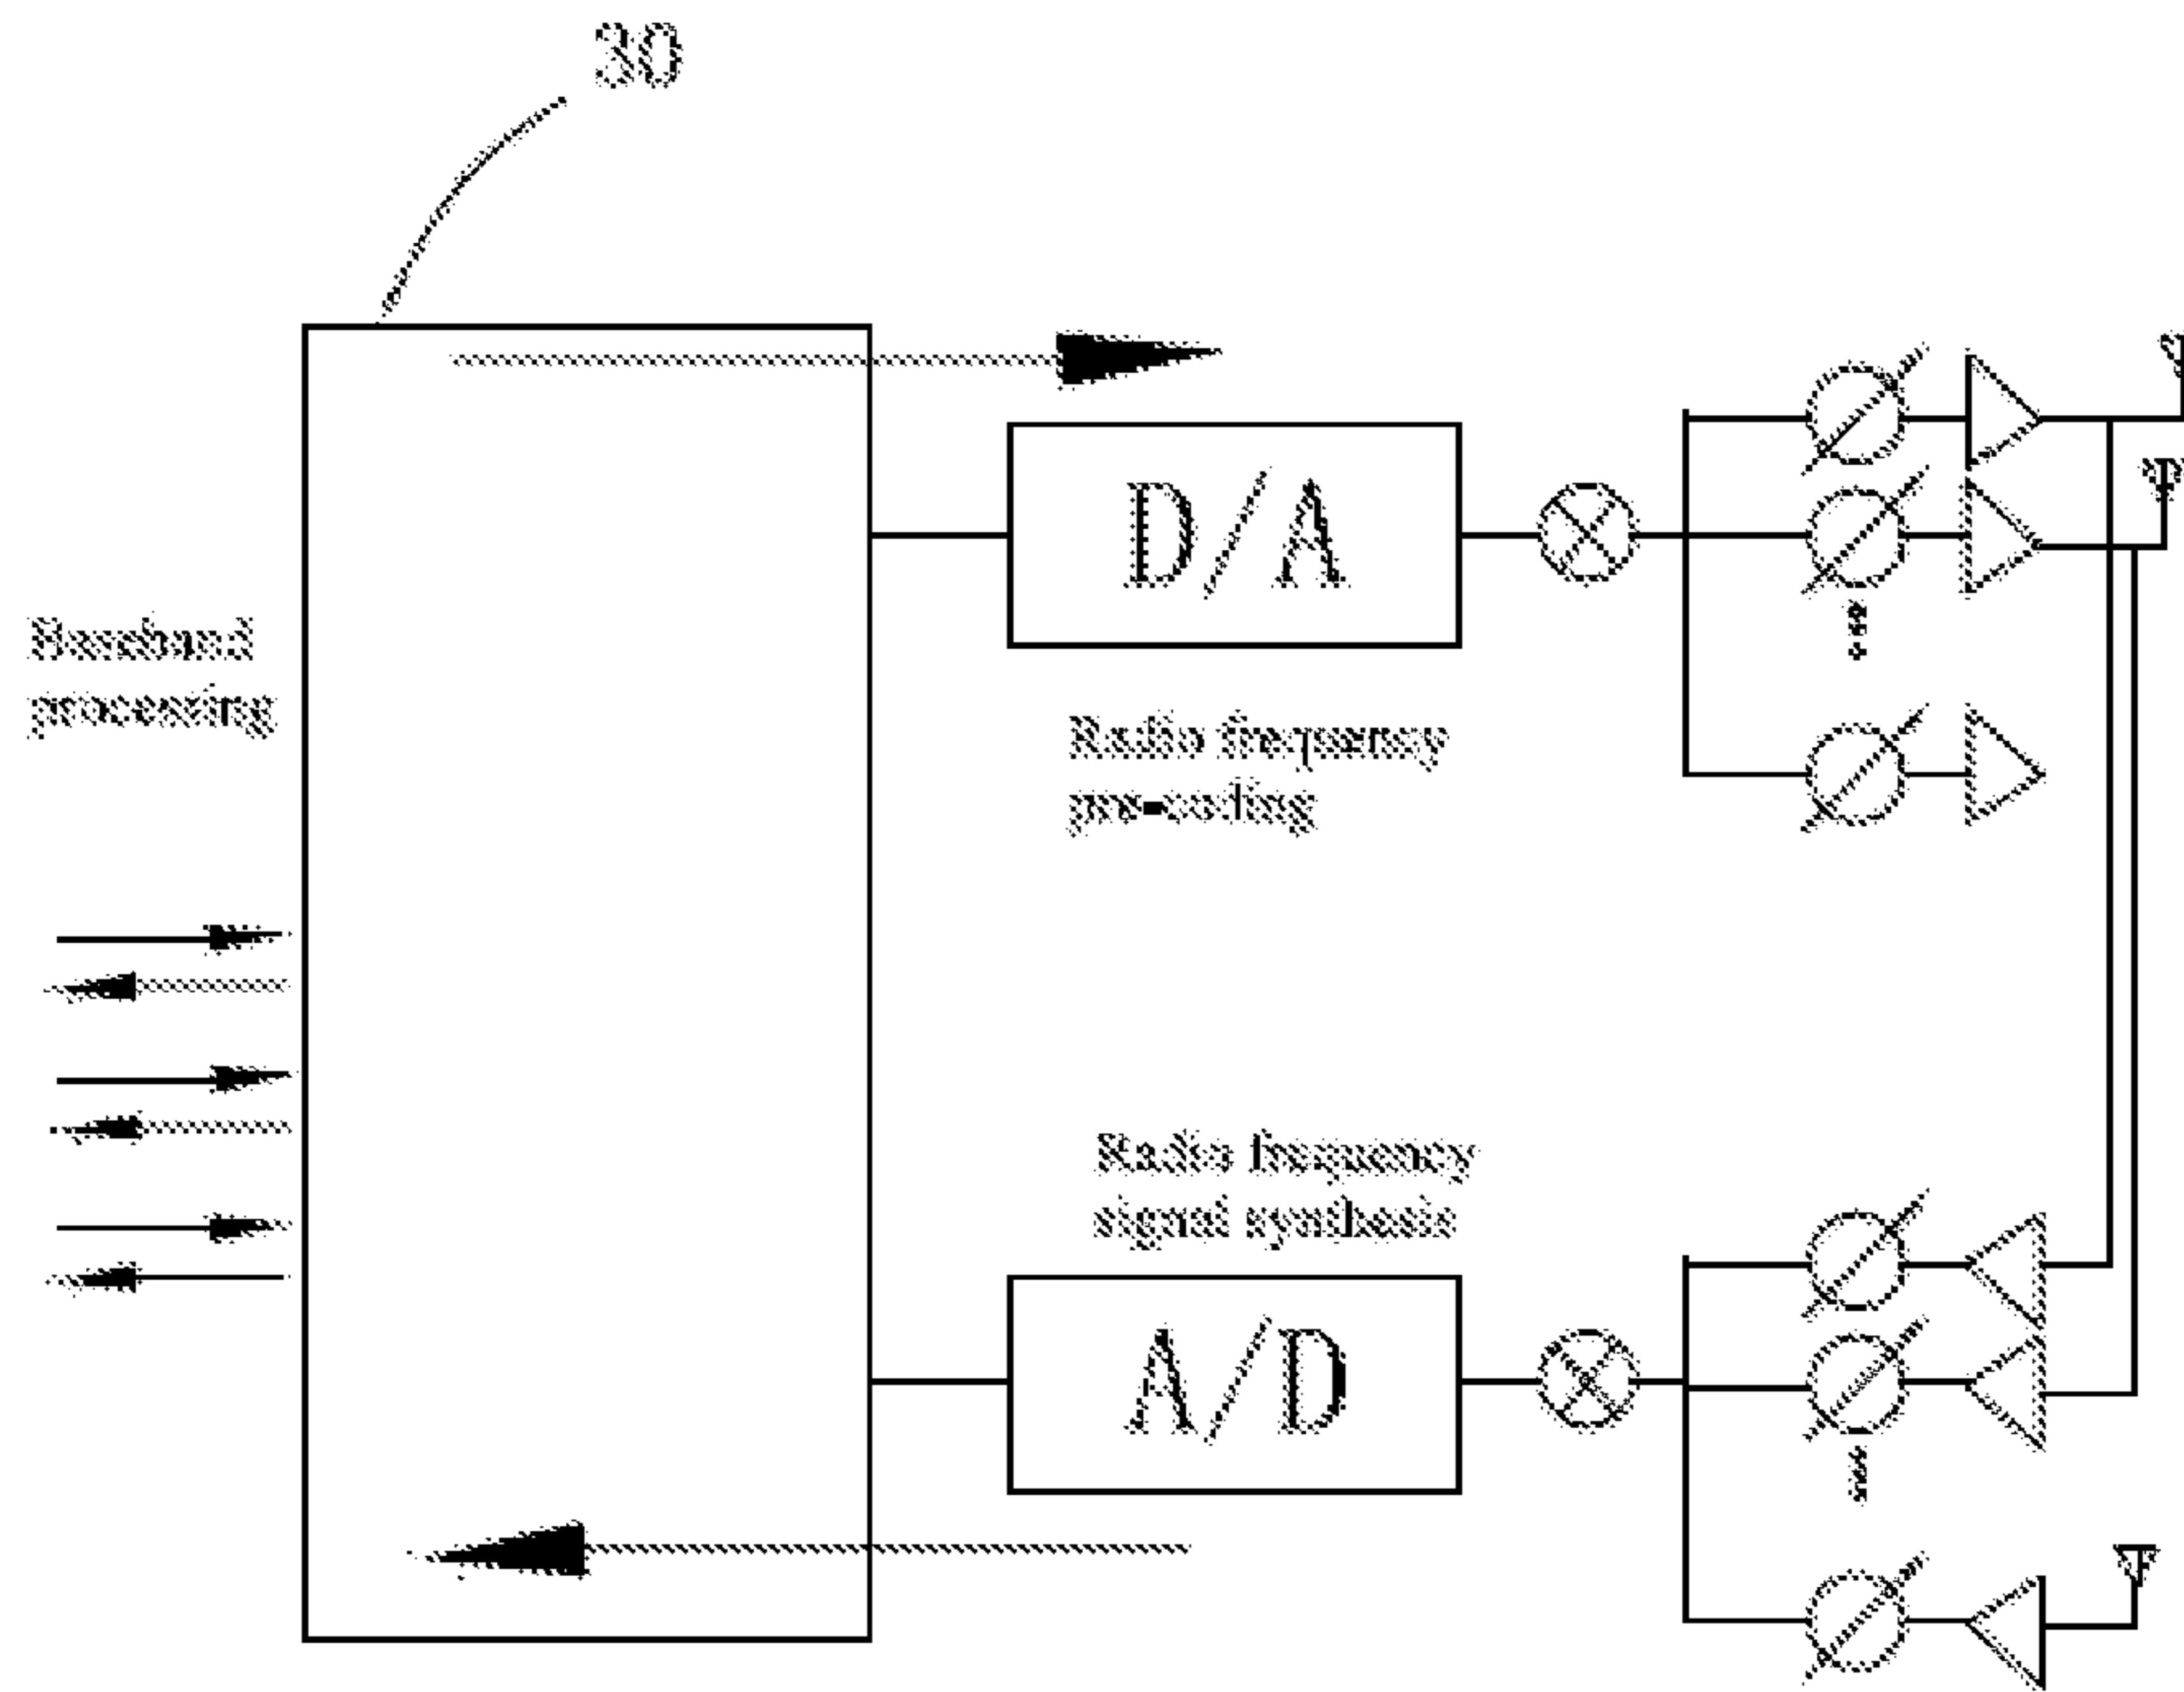 30
D/A
Baseband
processing
Radio frequency
pre-coding
Radio frequency
signal synthesis
A/D